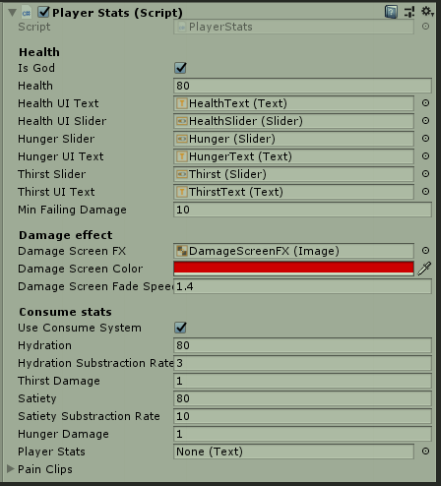 Player Stats (Script)
Script PlayerStats
Health
Is God
Health 80
Health UI Text HealthText (Text)
Health UI Slider HealthSlider (Slider)
Hunger Slider Hunger (Slider)
Hunger UI Text HungerText (Text)
Thirst Slider Thirst (Slider)
Thirst UI Text ThirstText (Text)
Min Failing Damage 10
Damage effect
Damage Screen FX DamageScreenFX (Image)
Damage Screen Color
Damage Screen Fade Speed 1.4
Consume stats
Use Consume System
Hydration 80
Hydration Substraction Rate 3
Thirst Damage 1
Satiety 80
Satiety Substraction Rate 10
Hunger Damage 1
Player Stats None (Text)
Pain Clips